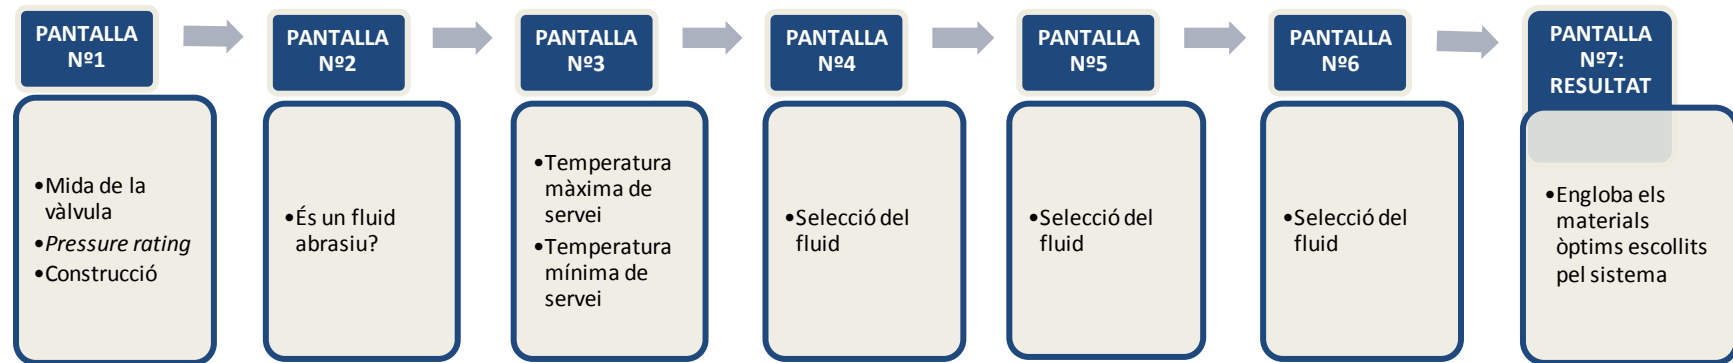 PANTALLA
Nº1
•Mida de la
vàlvula
•Pressure rating
•Construcció
PANTALLA
Nº2
•És un fluid
abrasiu?
PANTALLA
Nº3
•Temperatura
màxima de
servei
•Temperatura
mínima de
servei
PANTALLA
Nº4
•Selecció del
fluid
PANTALLA
Nº5
•Selecció del
fluid
PANTALLA
Nº6
•Selecció del
fluid
PANTALLA
Nº7:
RESULTAT
•Engloba els
materials
òptims escollits
pel sistema